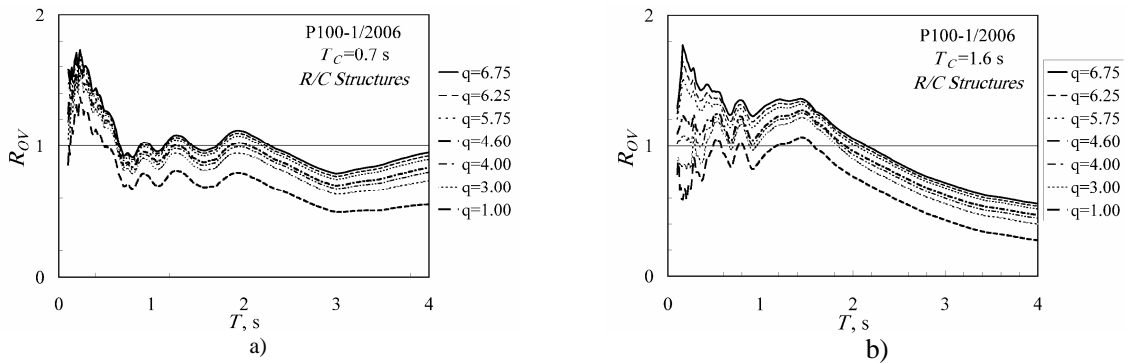 2
P100-1/2006
T_C=0.7 s
R/C Structures
1
R_OV
0
0
1
2
3
4
T, s
q=6.75
q=6.25
q=5.75
q=4.60
q=4.00
q=3.00
q=1.00
a)
2
P100-1/2006
T_C=1.6 s
R/C Structures
1
R_OV
0
0
1
2
3
4
T, s
q=6.75
q=6.25
q=5.75
q=4.60
q=4.00
q=3.00
q=1.00
b)